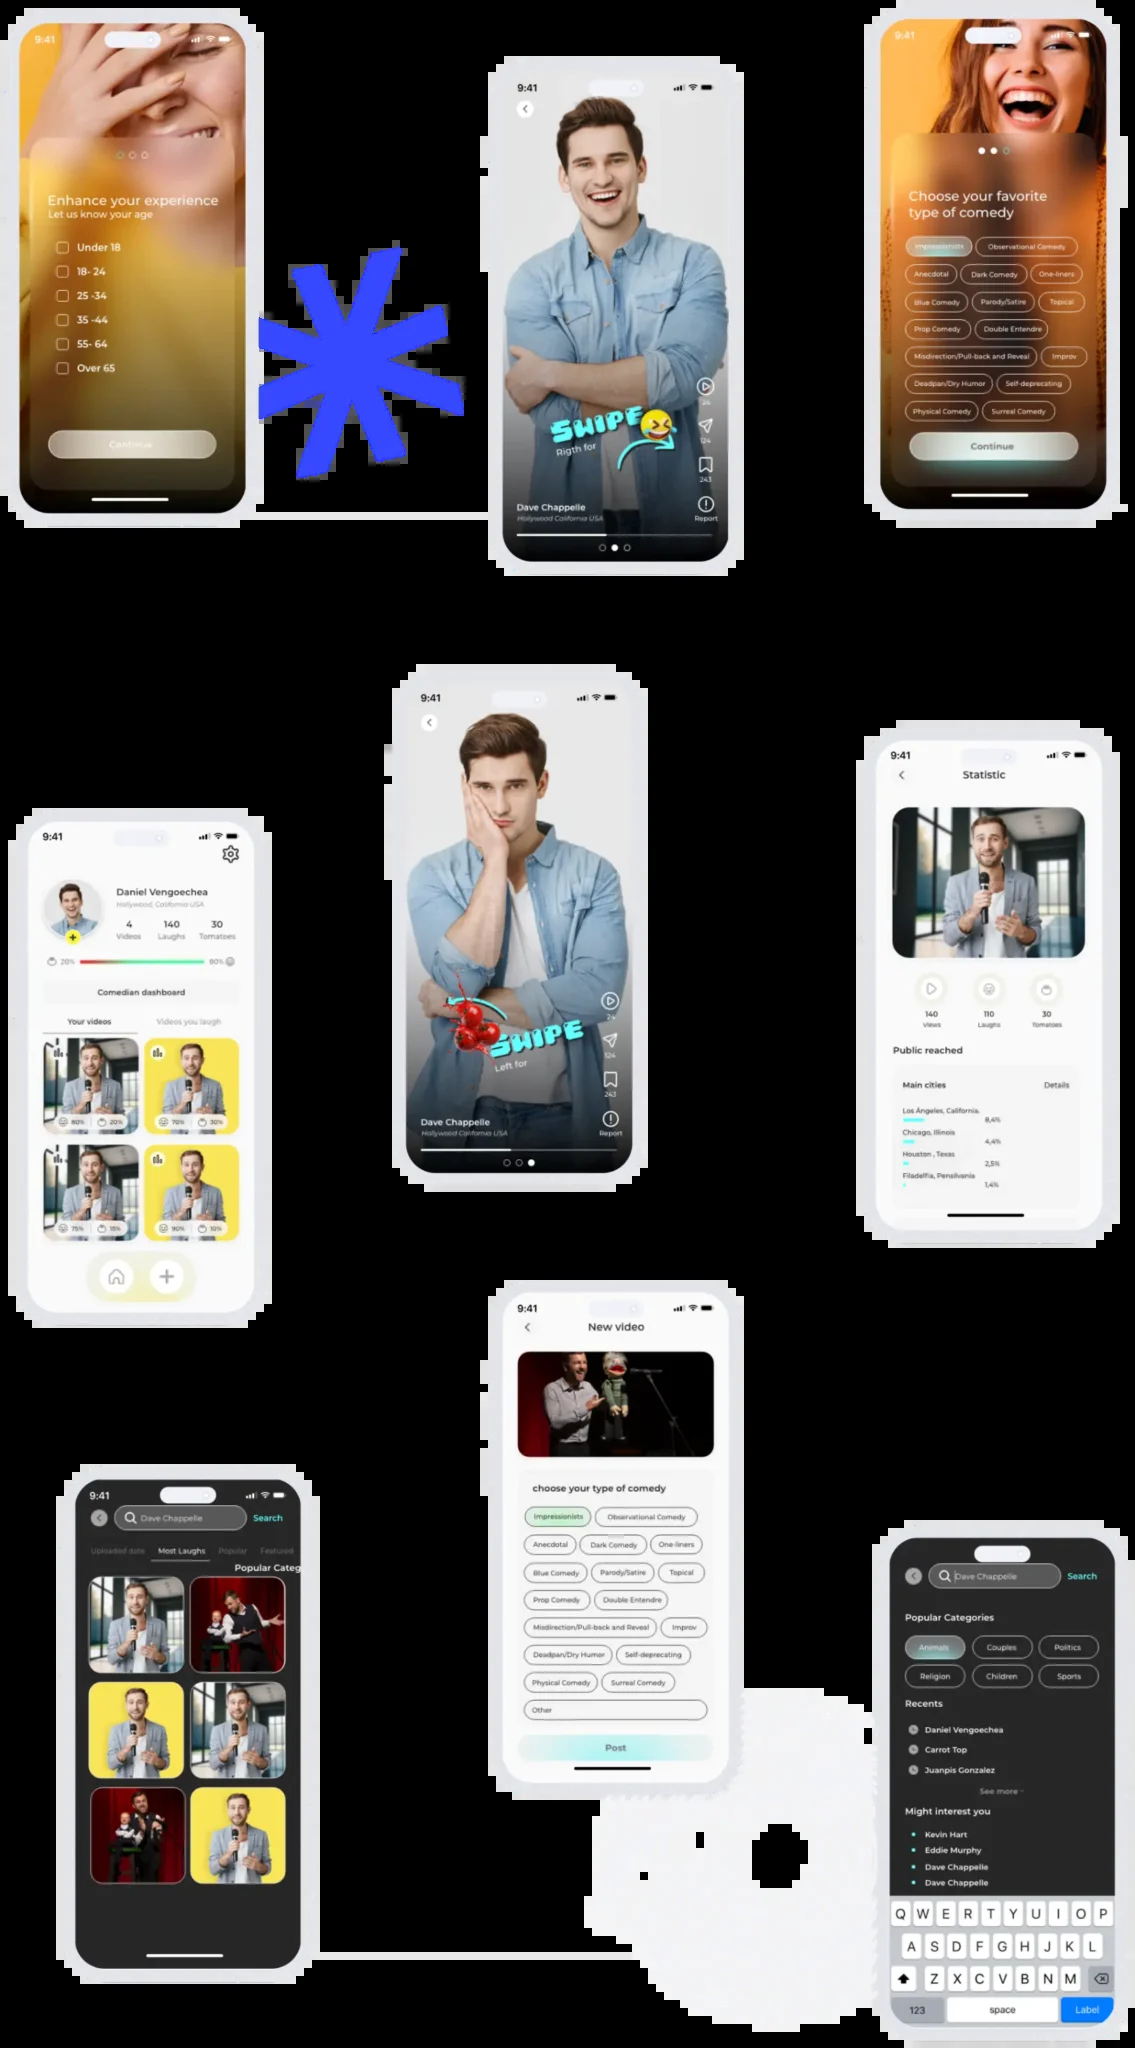 9:41
Enhance your experience
Let us know your age
Under 18
18- 24
25 -34
35 -44
55- 64
Over 65
Continue
9:41
24
124
243
SWIPE
Rigth for
Dave Chappelle
Hollywood California USA
Report
9:41
Choose your favorite
type of comedy
Impressionists Observational Comedy
Anecdotal Dark Comedy One-liners
Blue Comedy Parody/Satire Topical
Prop Comedy Double Entendre
Misdirection/Pull-back and Reveal Improv
Deadpan/Dry Humor Self-deprecating
Physical Comedy Surreal Comedy
Continue
9:41
24
124
243
SWIPE
Left for
Dave Chappelle
Hollywood California USA
Report
9:41
Statistic
140 110 30
Views Laughs Tomatoes
Public reached
Main cities Details
Los Ángeles, California.
8,4%
Chicago, Illinois
4,4%
Houston , Texas
2,5%
Filadelfia, Pensilvania
1,4%
9:41
Daniel Vengoechea
Hollywood, California USA
4 140 30
Videos Laughs Tomatoes
20% 80%
Comedian dashboard
Your videos Videos you laugh
80% 20% 70% 30%
75% 15% 90% 10%
9:41
New video
choose your type of comedy
Impressionists Observational Comedy
Anecdotal Dark Comedy One-liners
Blue Comedy Parody/Satire Topical
Prop Comedy Double Entendre
Misdirection/Pull-back and Reveal Improv
Deadpan/Dry Humor Self-deprecating
Physical Comedy Surreal Comedy
Other
Post
9:41
Dave Chappelle Search
Uploaded date Most Laughs Popular Featured
Popular Categ
Dave Chappelle Search
Popular Categories
Animals Couples Politics
Religion Children Sports
Recents
Daniel Vengoechea
Carrot Top
Juanpis Gonzalez
See more
Might interest you
Kevin Hart
Eddie Murphy
Dave Chappelle
Dave Chappelle
Q W E R T Y U I O P
A S D F G H J K L
Z X C V B N M
123 space Label